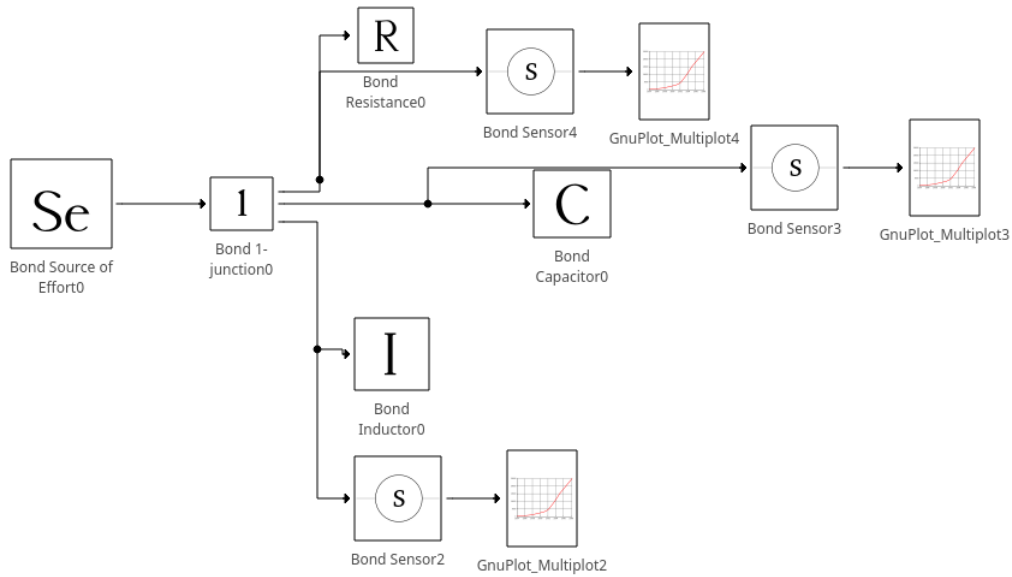 R
Bond
Resistance0
S
Bond Sensor4
GnuPlot_Multiplot4
S
Bond Sensor3
GnuPlot_Multiplot3
Se
Bond Source of
Effort0
1
Bond 1-
junction0
C
Bond
Capacitor0
I
Bond
Inductor0
S
Bond Sensor2
GnuPlot_Multiplot2